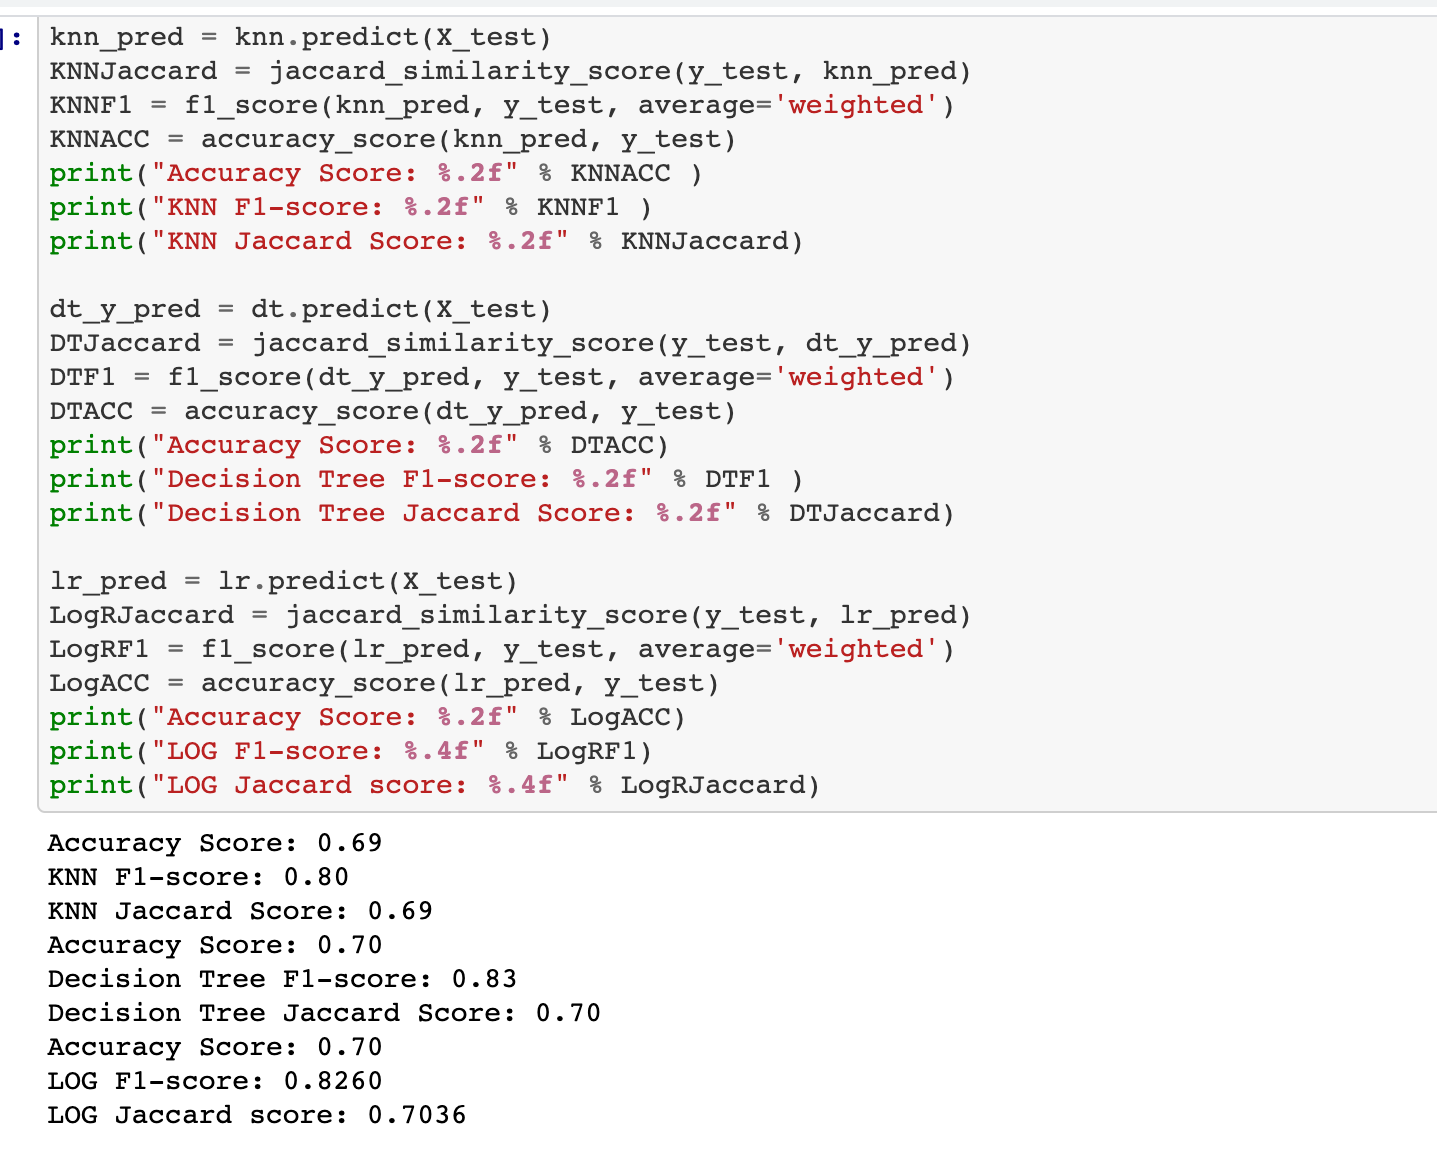 ]:
knn_pred = knn.predict(X_test)
KNNJaccard = jaccard_similarity_score(y_test, knn_pred)
KNNF1 = f1_score(knn_pred, y_test, average='weighted')
KNNACC = accuracy_score(knn_pred, y_test)
print("Accuracy Score: %.2f" % KNNACC )
print("KNN F1-score: %.2f" % KNNF1 )
print("KNN Jaccard Score: %.2f" % KNNJaccard)

dt_y_pred = dt.predict(X_test)
DTJaccard = jaccard_similarity_score(y_test, dt_y_pred)
DTF1 = f1_score(dt_y_pred, y_test, average='weighted')
DTACC = accuracy_score(dt_y_pred, y_test)
print("Accuracy Score: %.2f" % DTACC)
print("Decision Tree F1-score: %.2f" % DTF1 )
print("Decision Tree Jaccard Score: %.2f" % DTJaccard)

lr_pred = lr.predict(X_test)
LogRJaccard = jaccard_similarity_score(y_test, lr_pred)
LogRF1 = f1_score(lr_pred, y_test, average='weighted')
LogACC = accuracy_score(lr_pred, y_test)
print("Accuracy Score: %.2f" % LogACC)
print("LOG F1-score: %.4f" % LogRF1)
print("LOG Jaccard score: %.4f" % LogRJaccard)

Accuracy Score: 0.69
KNN F1-score: 0.80
KNN Jaccard Score: 0.69
Accuracy Score: 0.70
Decision Tree F1-score: 0.83
Decision Tree Jaccard Score: 0.70
Accuracy Score: 0.70
LOG F1-score: 0.8260
LOG Jaccard score: 0.7036